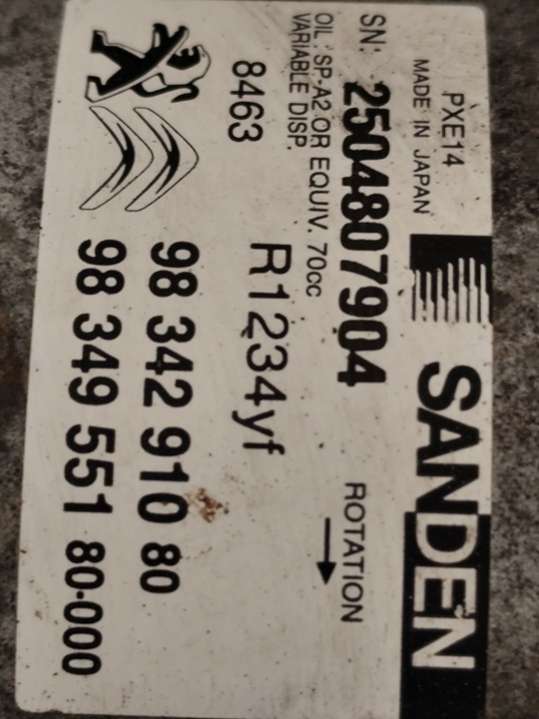 SANDEN
PXE14
MADE IN JAPAN
SN: 2504807904
ROTATION
OIL : SP-A2 OR EQUIV. 70cc
VARIABLE DISP.
8463
R1234yf
98 342 910 80
98 349 551 80-000